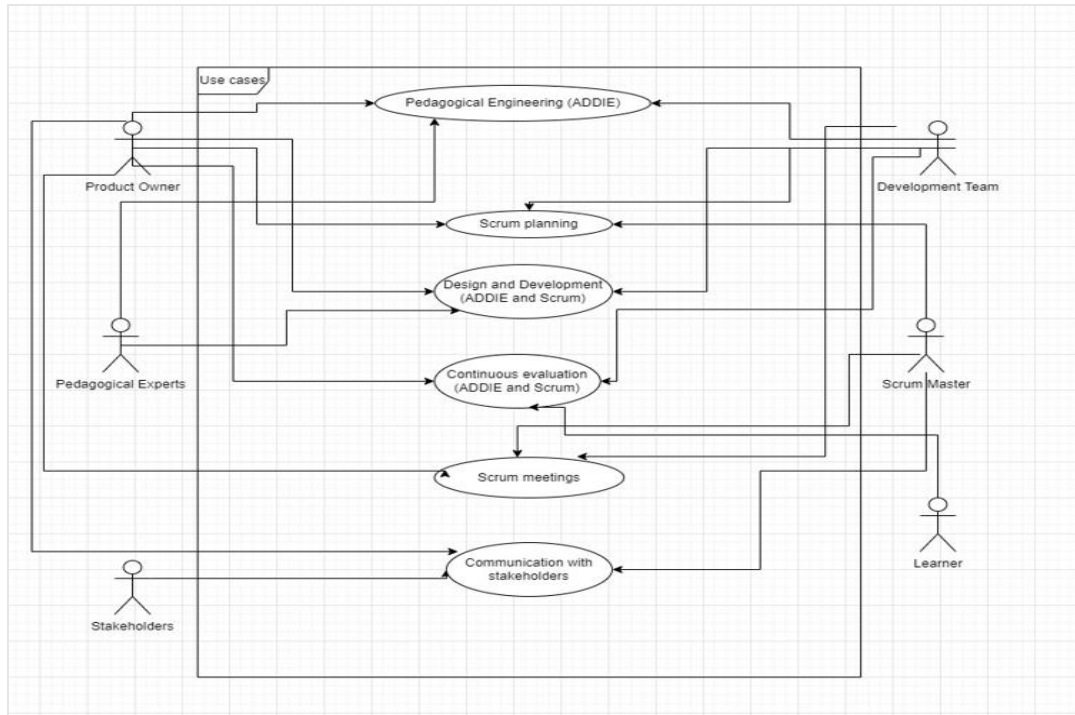 Use cases
Pedagogical Engineering (ADDIE)
Product Owner
Development Team
Scrum planning
Design and Development
(ADDIE and Scrum)
Pedagogical Experts
Continuous evaluation
(ADDIE and Scrum)
Scrum Master
Scrum meetings
Communication with
stakeholders
Learner
Stakeholders